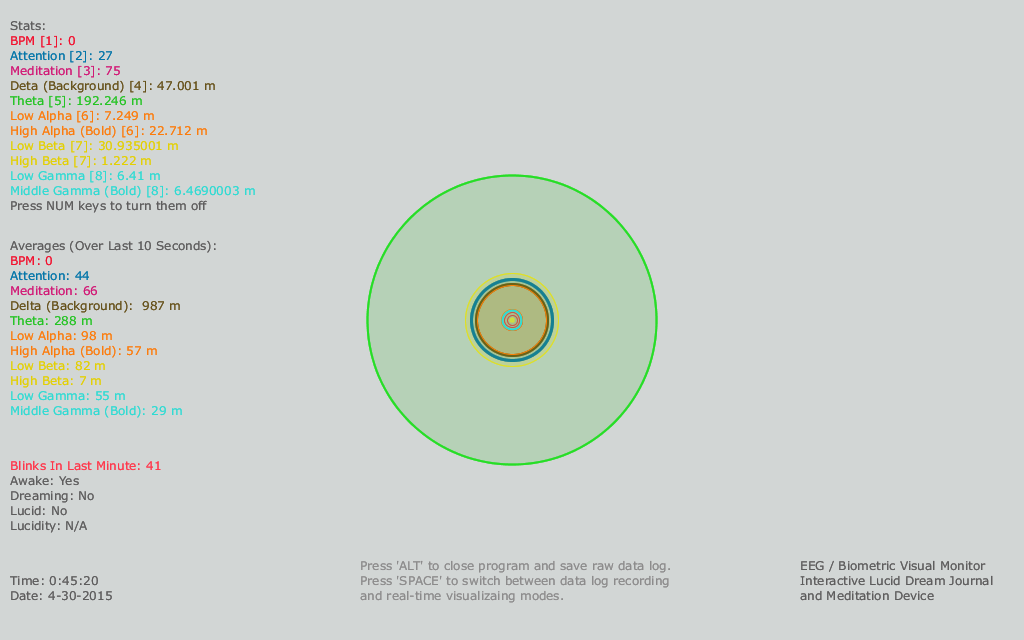 Stats:
BPM [1]: 0
Attention [2]: 27
Meditation [3]: 75
Deta (Background) [4]: 47.001 m
Theta [5]: 192.246 m
Low Alpha [6]: 7.249 m
High Alpha (Bold) [6]: 22.712 m
Low Beta [7]: 30.935001 m
High Beta [7]: 1.222 m
Low Gamma [8]: 6.41 m
Middle Gamma (Bold) [8]: 6.4690003 m
Press NUM keys to turn them off
Averages (Over Last 10 Seconds):
BPM: 0
Attention: 44
Meditation: 66
Delta (Background):  987 m
Theta: 288 m
Low Alpha: 98 m
High Alpha (Bold): 57 m
Low Beta: 82 m
High Beta: 7 m
Low Gamma: 55 m
Middle Gamma (Bold): 29 m
Blinks In Last Minute: 41
Awake: Yes
Dreaming: No
Lucid: No
Lucidity: N/A
Time: 0:45:20
Date: 4-30-2015
Press 'ALT' to close program and save raw data log.
Press 'SPACE' to switch between data log recording
and real-time visualizaing modes.
EEG / Biometric Visual Monitor
Interactive Lucid Dream Journal
and Meditation Device